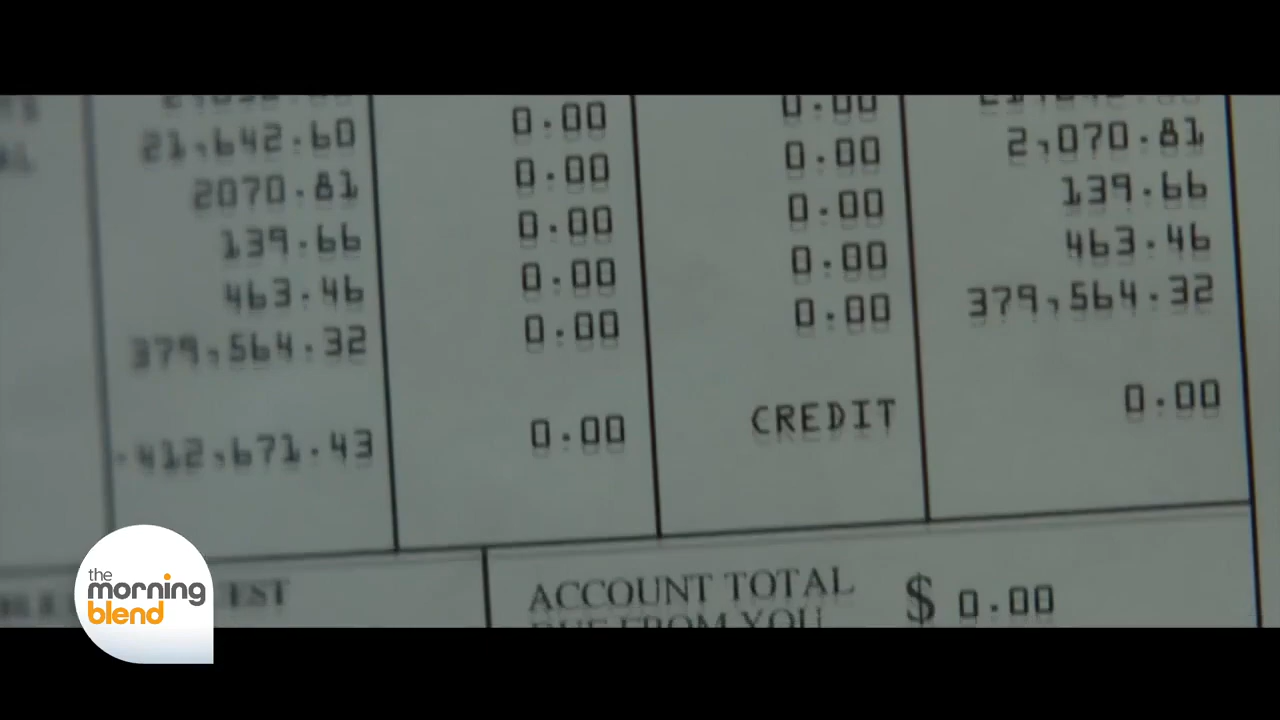 21,642.60 0.00 0.00 2,070.81
2070.81 0.00 0.00 139.66
139.66 0.00 0.00 463.46
463.46 0.00 0.00 379,564.32
379,564.32 0.00 0.00
412,671.43 0.00 CREDIT 0.00
ACCOUNT TOTAL $ 0.00
DUE FROM YOU
the
morning
blend